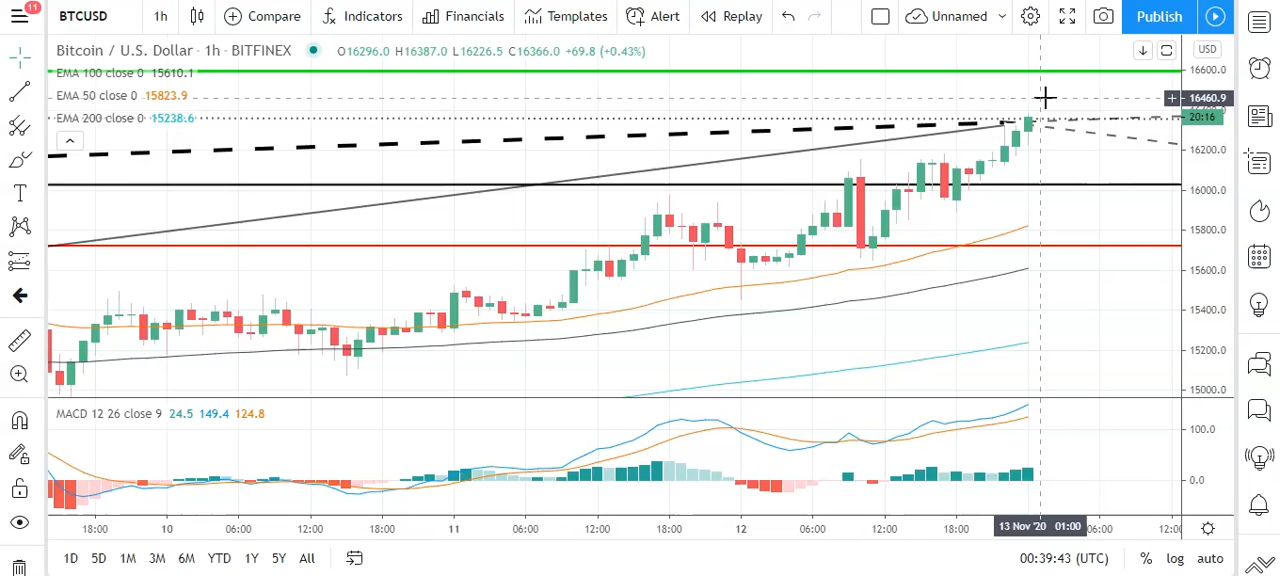 11
BTCUSD 1h Compare Indicators Financials Templates Alert Replay Unnamed Publish
Bitcoin / U.S. Dollar · 1h · BITFINEX O16296.0 H16387.0 L16226.5 C16366.0 +69.8 (+0.43%) USD
EMA 100 close 0 15610.1
EMA 50 close 0 15823.9
EMA 200 close 0 15238.6
16600.0
16460.9
20:16
16200.0
16000.0
15800.0
15600.0
15400.0
15200.0
15000.0
MACD 12 26 close 9 24.5 149.4 124.8
100.0
0.0
18:00 10 06:00 12:00 18:00 11 06:00 12:00 18:00 12 06:00 12:00 18:00 13 Nov '20 01:00 06:00 12:0
1D 5D 1M 3M 6M YTD 1Y 5Y All 00:39:43 (UTC) % log auto